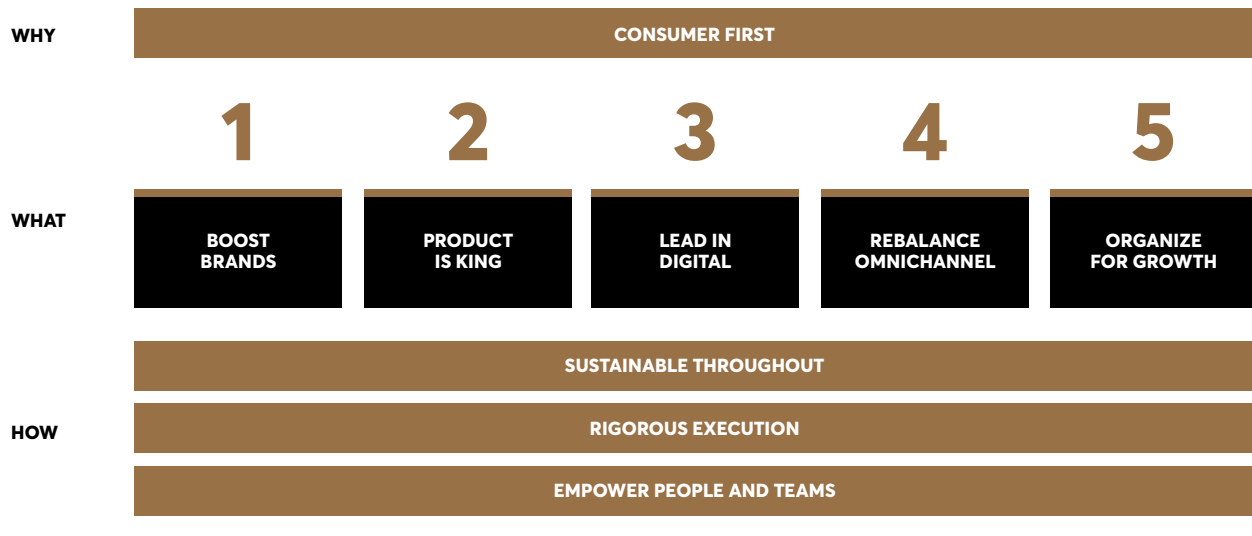 WHY
CONSUMER FIRST
1
2
3
4
5
WHAT
BOOST
BRANDS
PRODUCT
IS KING
LEAD IN
DIGITAL
REBALANCE
OMNICHANNEL
ORGANIZE
FOR GROWTH
HOW
SUSTAINABLE THROUGHOUT
RIGOROUS EXECUTION
EMPOWER PEOPLE AND TEAMS